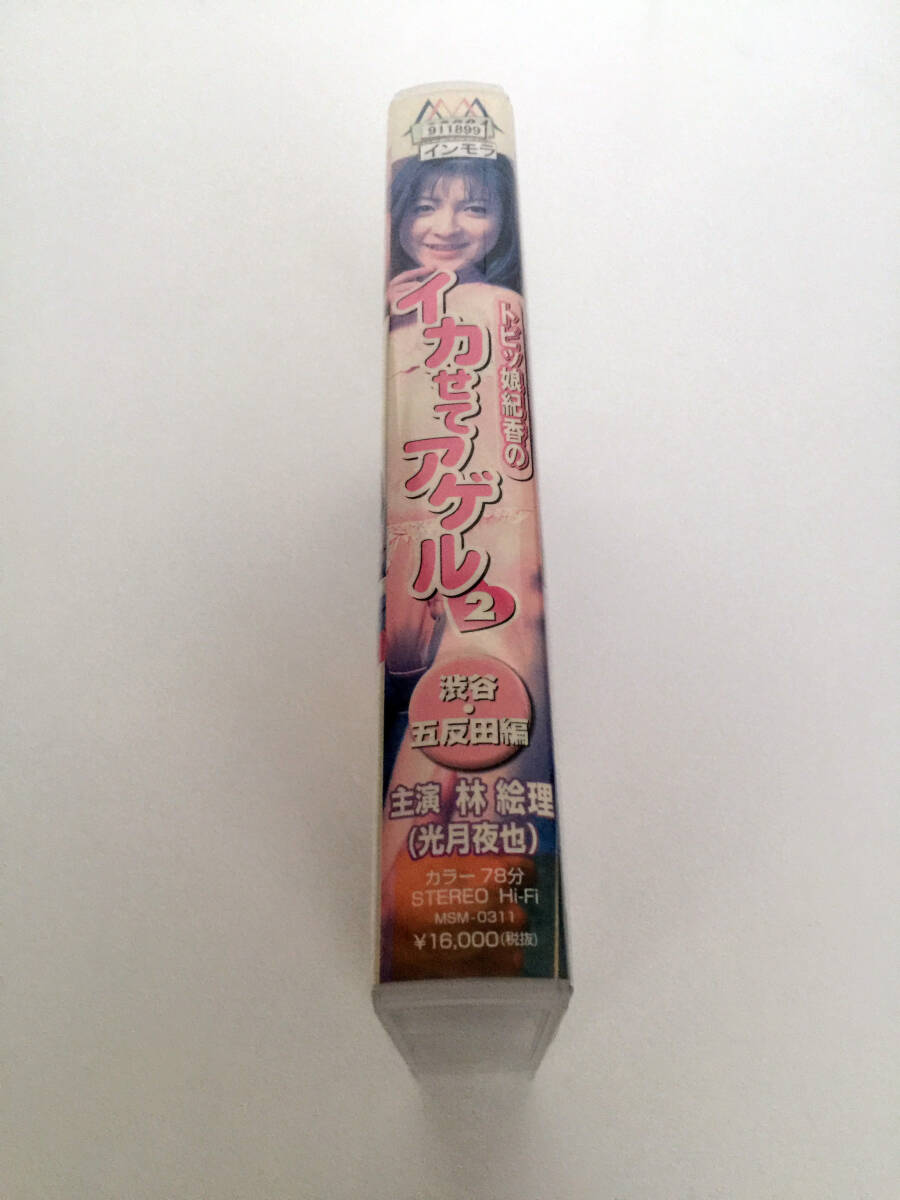 911899
インモラ
トビッ娘紀香の
イカせてアゲル
2
渋谷・
五反田編
主演 林 絵理
(光月夜也)
カラー 78分
STEREO Hi-Fi
MSM-0311
¥16,000(税抜)